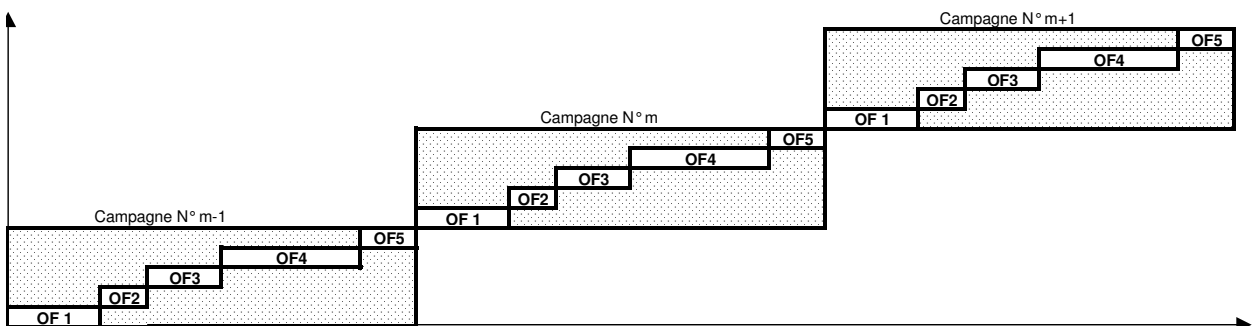 Campagne N° m+1
OF5
OF4
OF3
OF2
OF 1
Campagne N° m
OF5
OF4
OF3
OF2
OF 1
Campagne N° m-1
OF5
OF4
OF3
OF2
OF 1